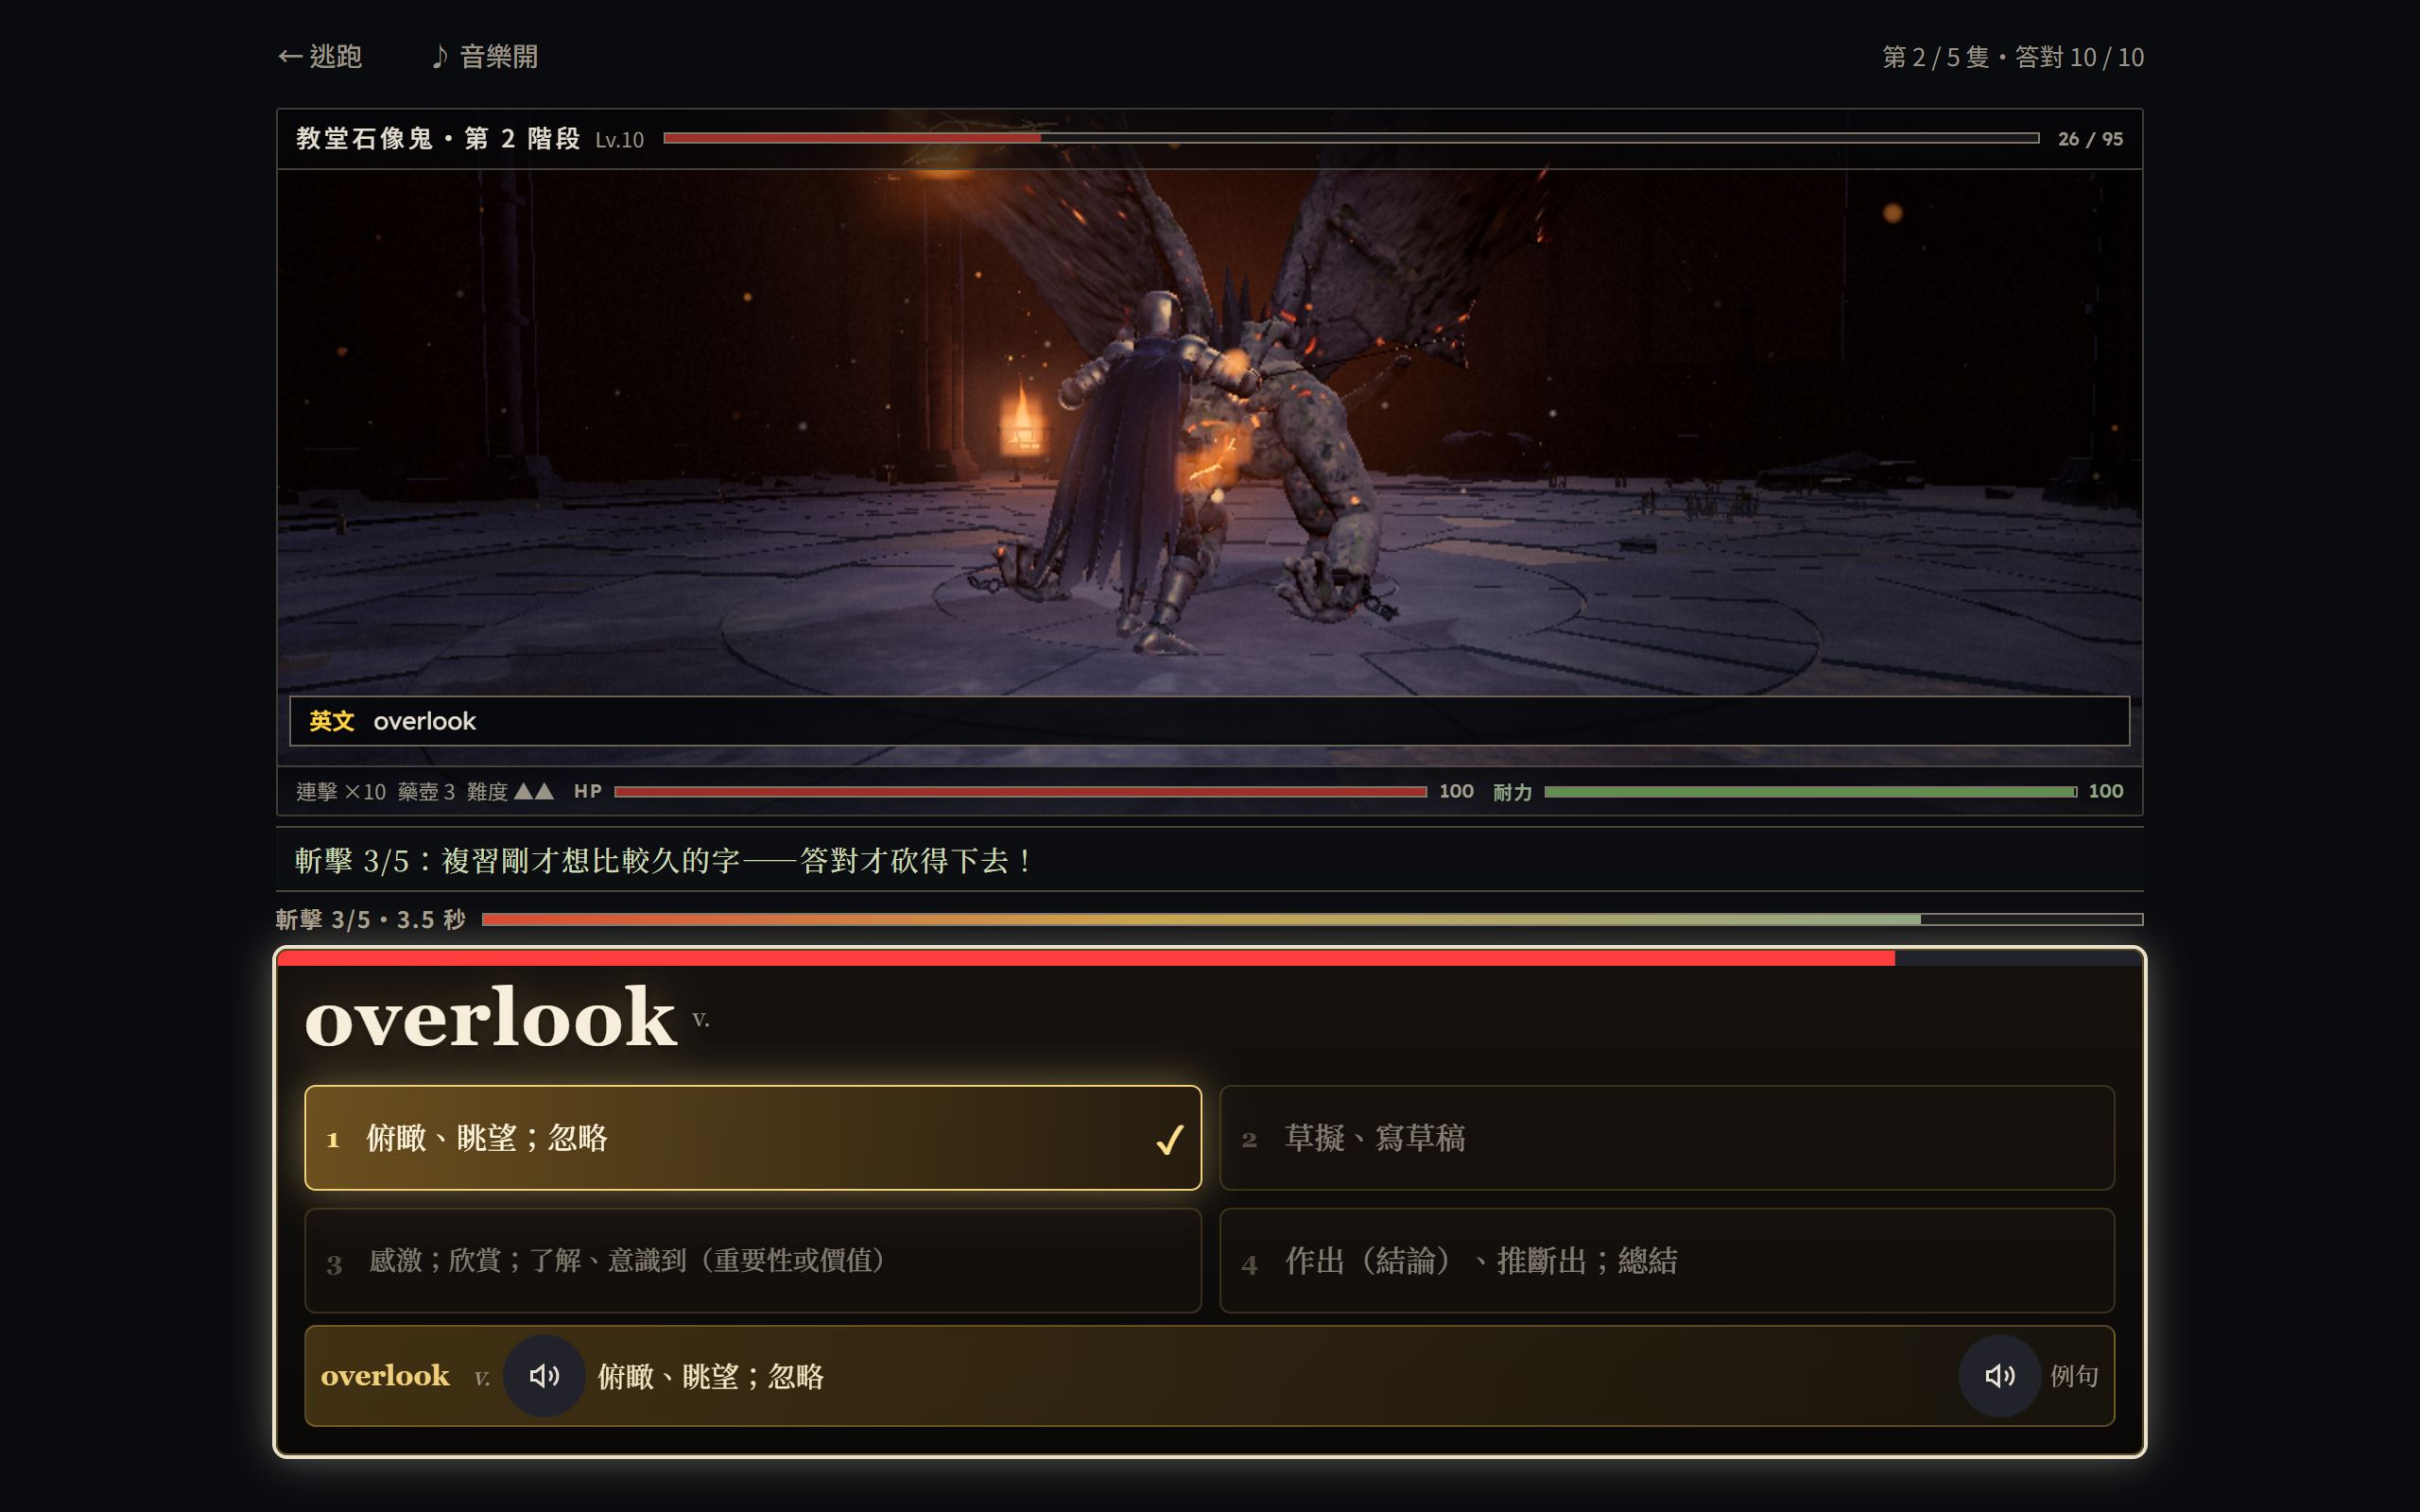 ← 逃跑 ♪ 音樂開 第 2 / 5 隻・答對 10 / 10
教堂石像鬼・第 2 階段 Lv.10 26 / 95
英文 overlook
連擊 ×10 藥壺 3 難度 ▲▲ HP 100 耐力 100
斬擊 3/5：複習剛才想比較久的字——答對才砍得下去！
斬擊 3/5・3.5 秒
overlook v.
1 俯瞰、眺望；忽略 ✓
2 草擬、寫草稿
3 感激；欣賞；了解、意識到（重要性或價值）
4 作出（結論）、推斷出；總結
overlook v. 俯瞰、眺望；忽略 例句